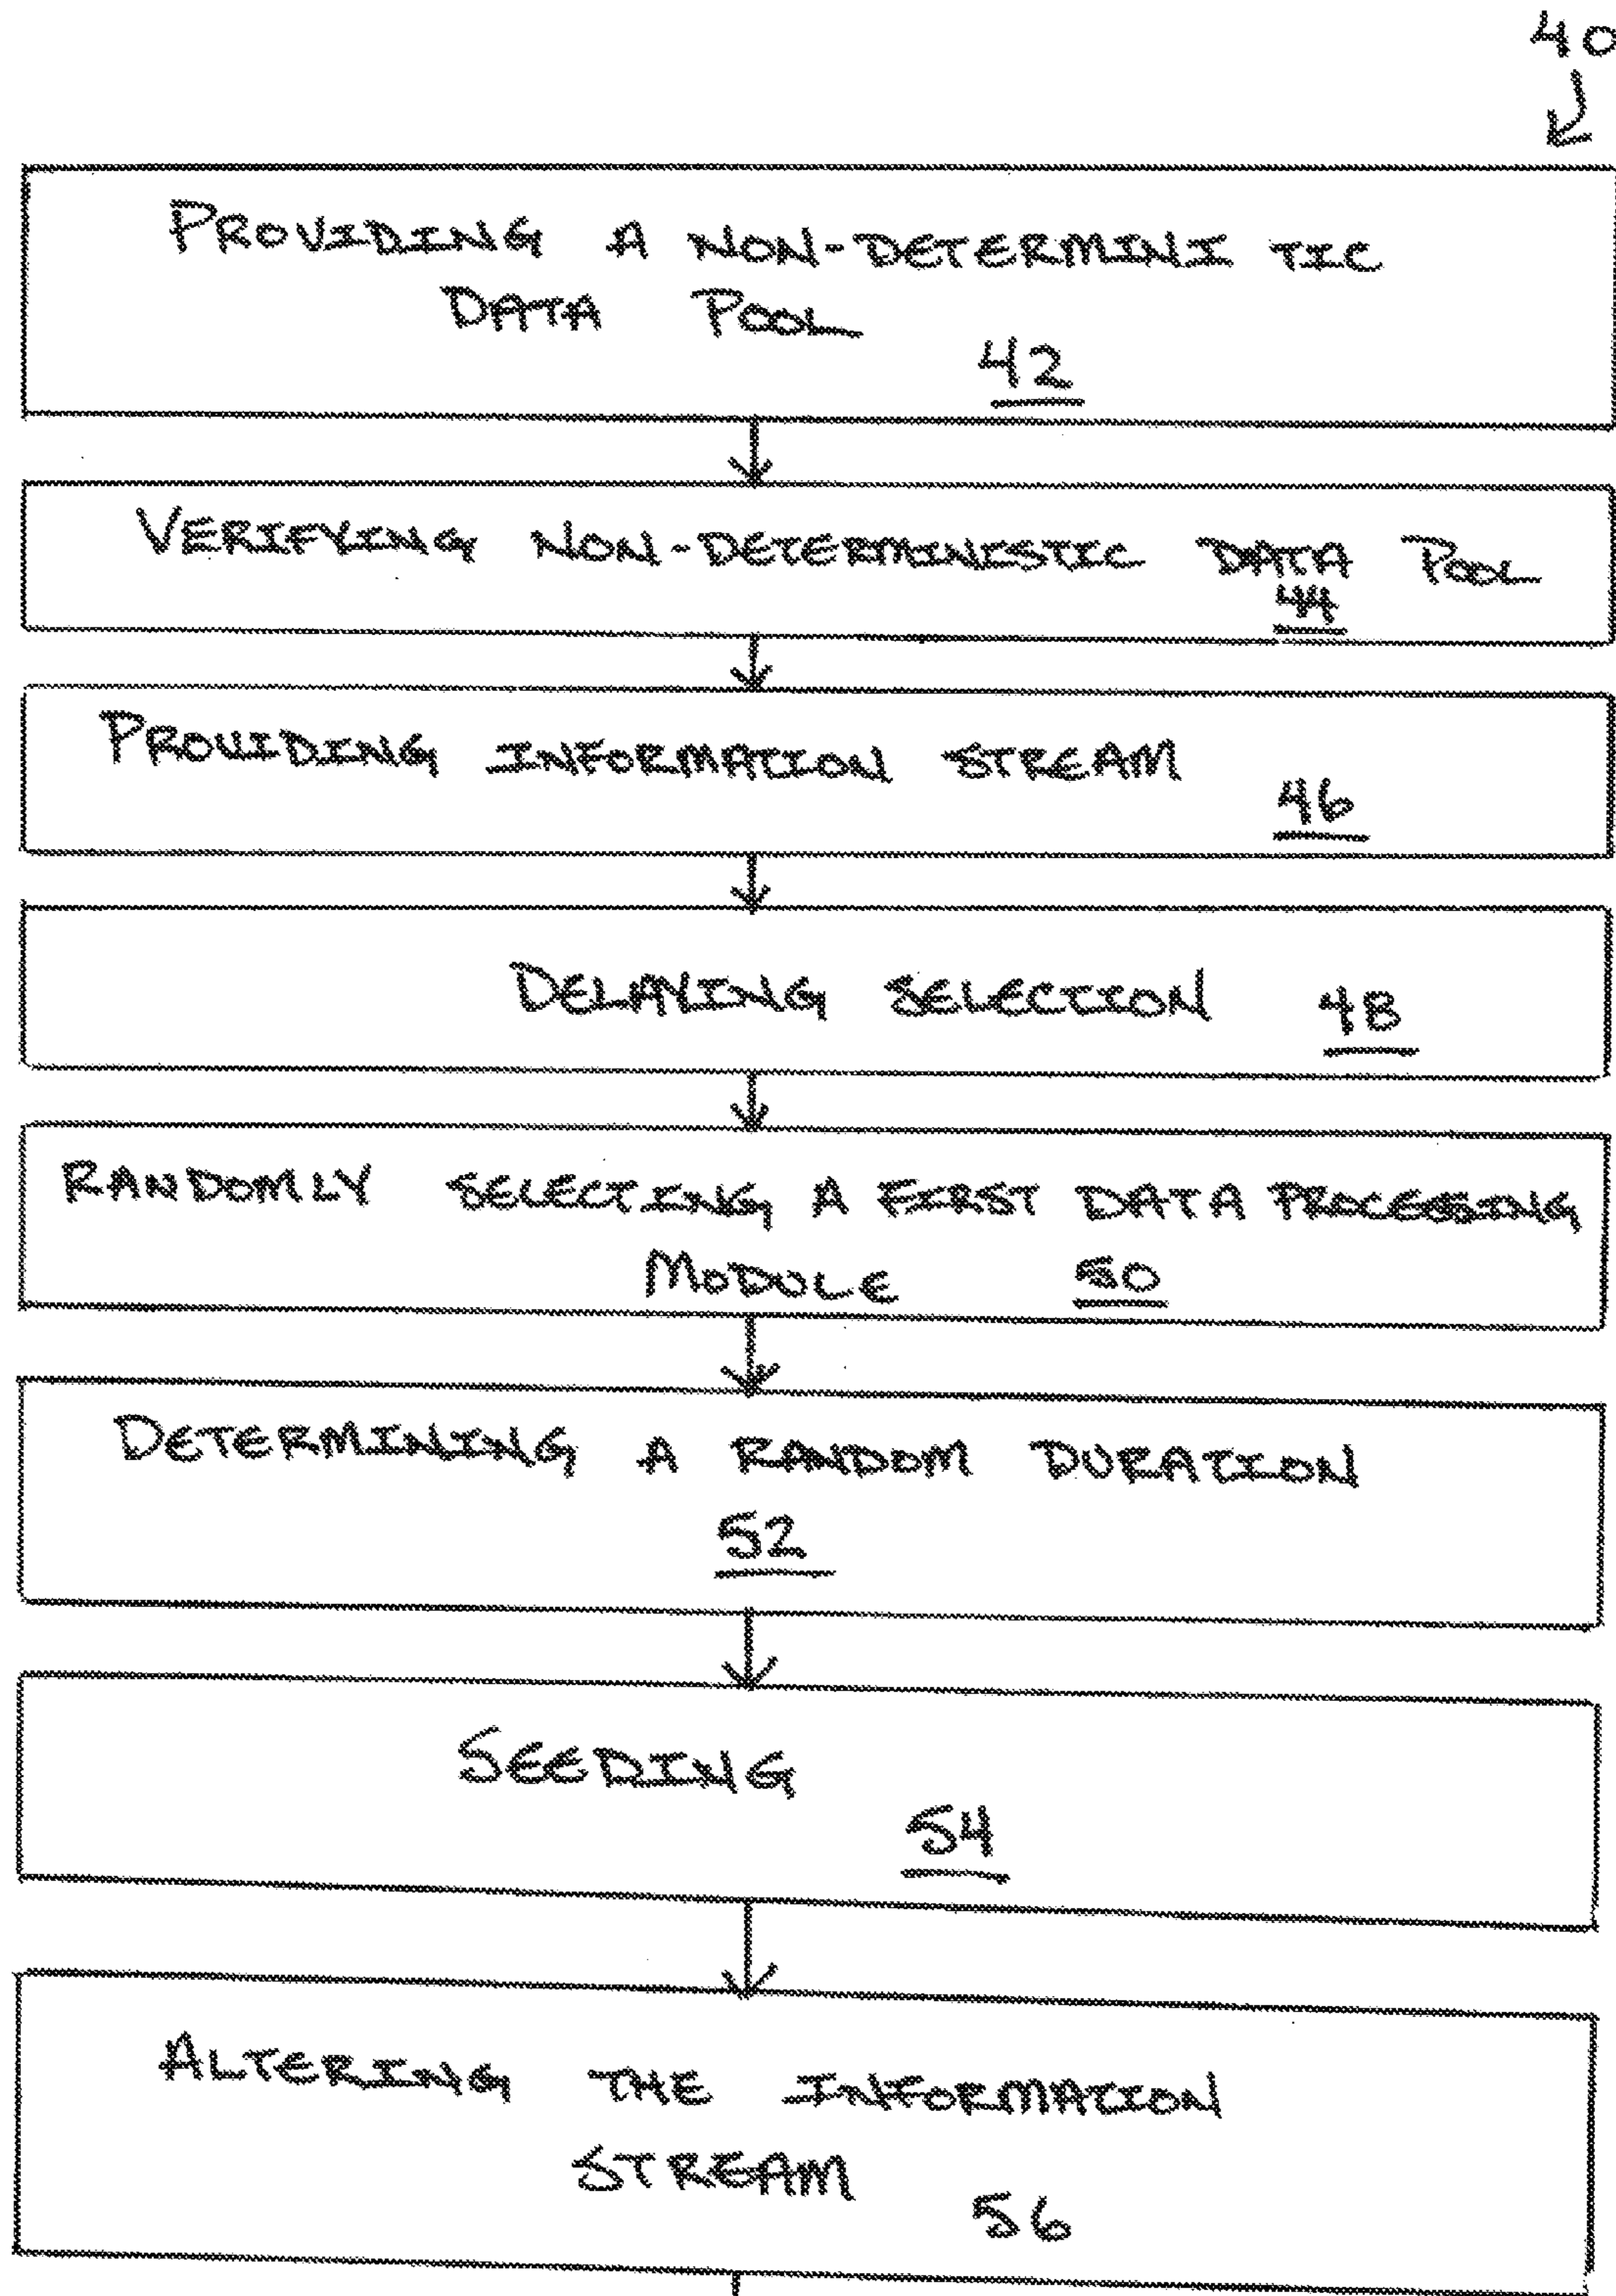 40
PROVIDING A NON-DETERMINI TIC
DATA POOL
42
VERIFYING NON-DETERMINISTIC DATA POOL
44
PROVIDING INFORMATION STREAM
46
DELAYING SELECTION 48
RANDOMLY SELECTING A FIRST DATA PROCESSING
MODULE 50
DETERMINING A RANDOM DURATION
52
SEEDING
54
ALTERING THE INFORMATION
STREAM
56